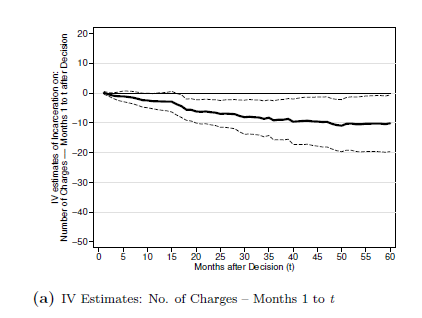 IV estimates of Incarceration on:
Number of Charges — Months 1 to t after Decision
20
10
0
−10
−20
−30
−40
−50
0 5 10 15 20 25 30 35 40 45 50 55 60
Months after Decision (t)
(a) IV Estimates: No. of Charges – Months 1 to t